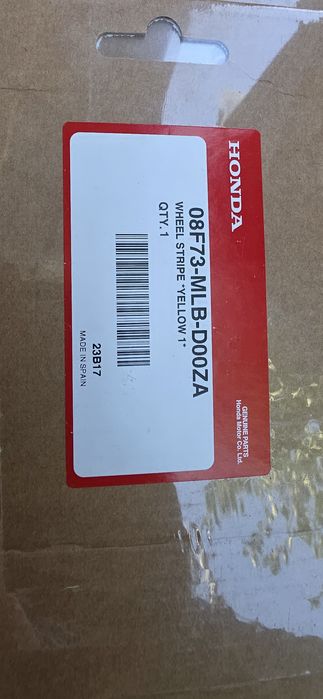 HONDA
GENUINE PARTS
Honda Motor Co. Ltd.
08F73-MLB-D00ZA
WHEEL STRIPE "YELLOW 1"
QTY. 1
23B17
MADE IN SPAIN